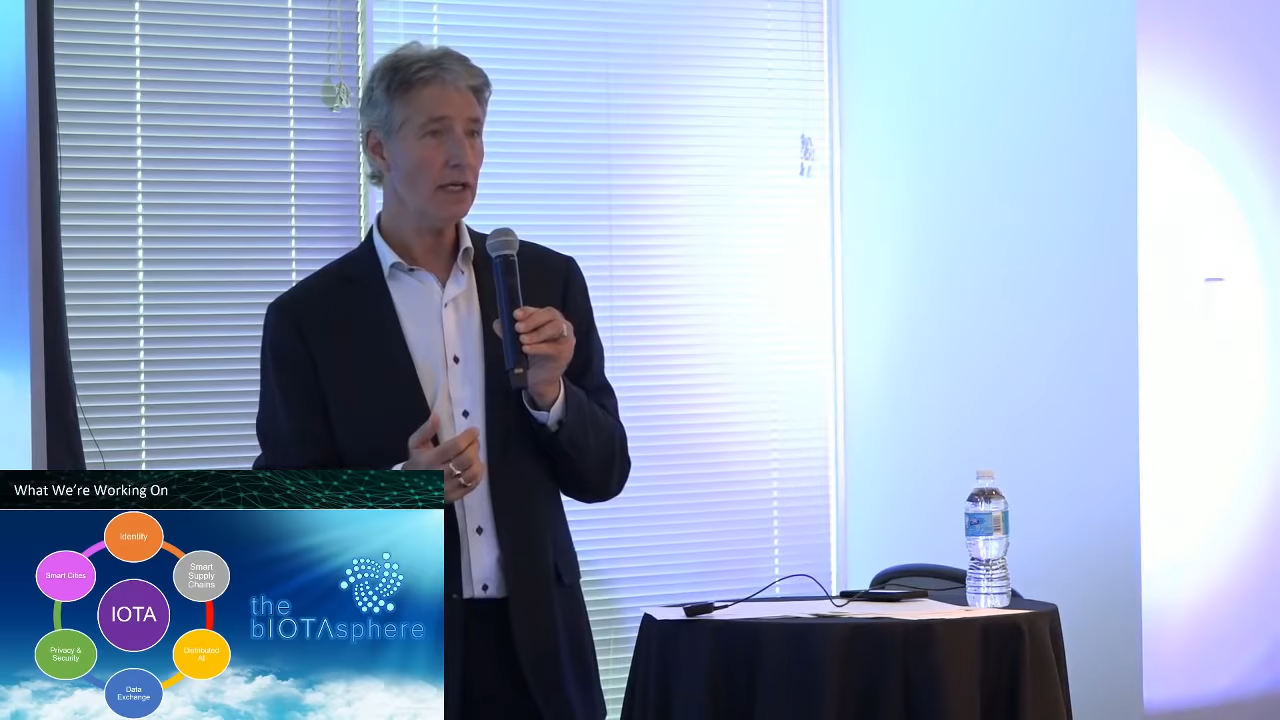 What We're Working On
Identity
Smart Cities
Smart
Supply
Chains
IOTA
the
bIOTAsphere
Privacy &
Security
Distributed
AI
Data
Exchange